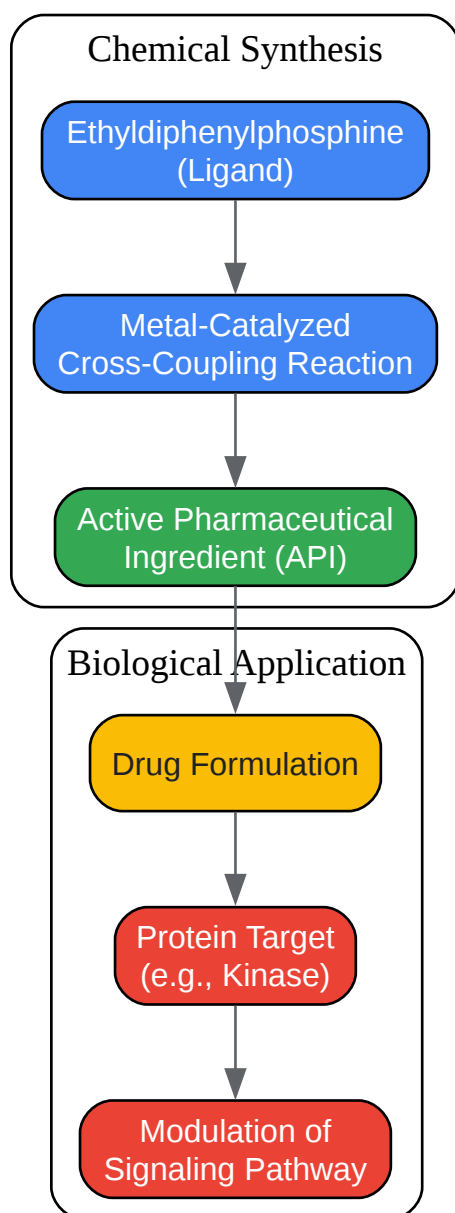 Chemical Synthesis
Ethyldiphenylphosphine
(Ligand)
Metal-Catalyzed
Cross-Coupling Reaction
Active Pharmaceutical
Ingredient (API)
Biological Application
Drug Formulation
Protein Target
(e.g., Kinase)
Modulation of
Signaling Pathway